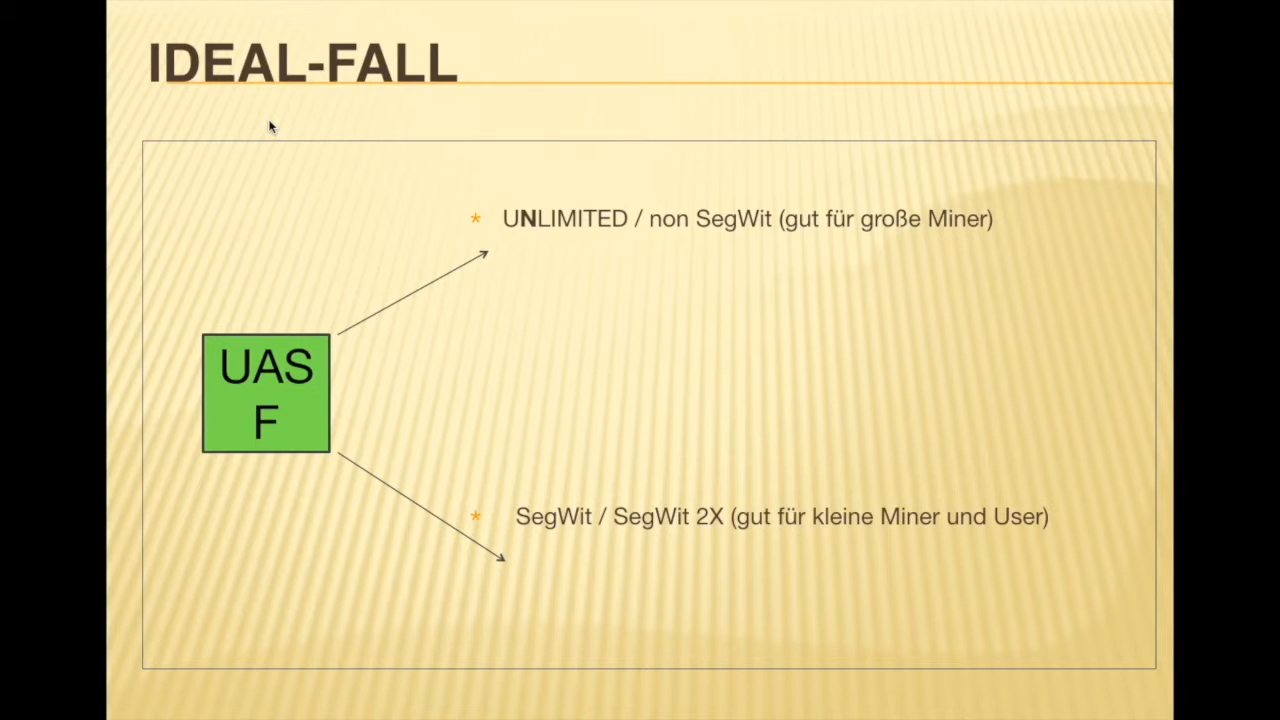 IDEAL-FALL
* UNLIMITED / non SegWit (gut für große Miner)
UAS
F
* SegWit / SegWit 2X (gut für kleine Miner und User)